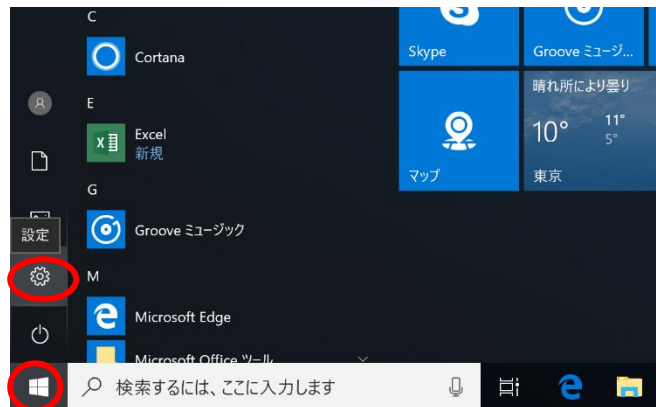 C
Cortana
E
Excel
新規
G
Groove ミュージック
M
Microsoft Edge
Microsoft Office ツール
設定
Skype
Groove ミュージ...
マップ
晴れ所により曇り
10°
11°
5°
東京
検索するには、ここに入力します